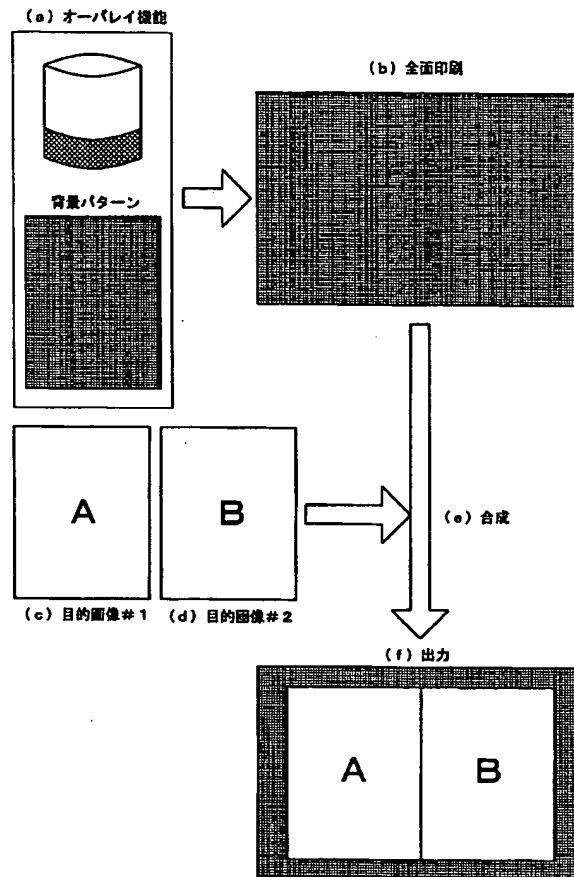 (a) オーバレイ機能
背景パターン
(b) 全面印刷
A
B
(c) 目的画像＃1
(d) 目的画像＃2
(e) 合成
(f) 出力
A
B